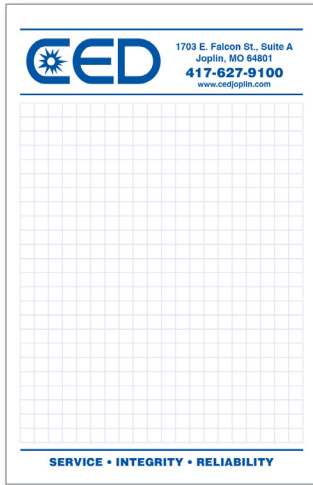 CED
1703 E. Falcon St., Suite A
Joplin, MO 64801
417-627-9100
www.cedjoplin.com
SERVICE • INTEGRITY • RELIABILITY